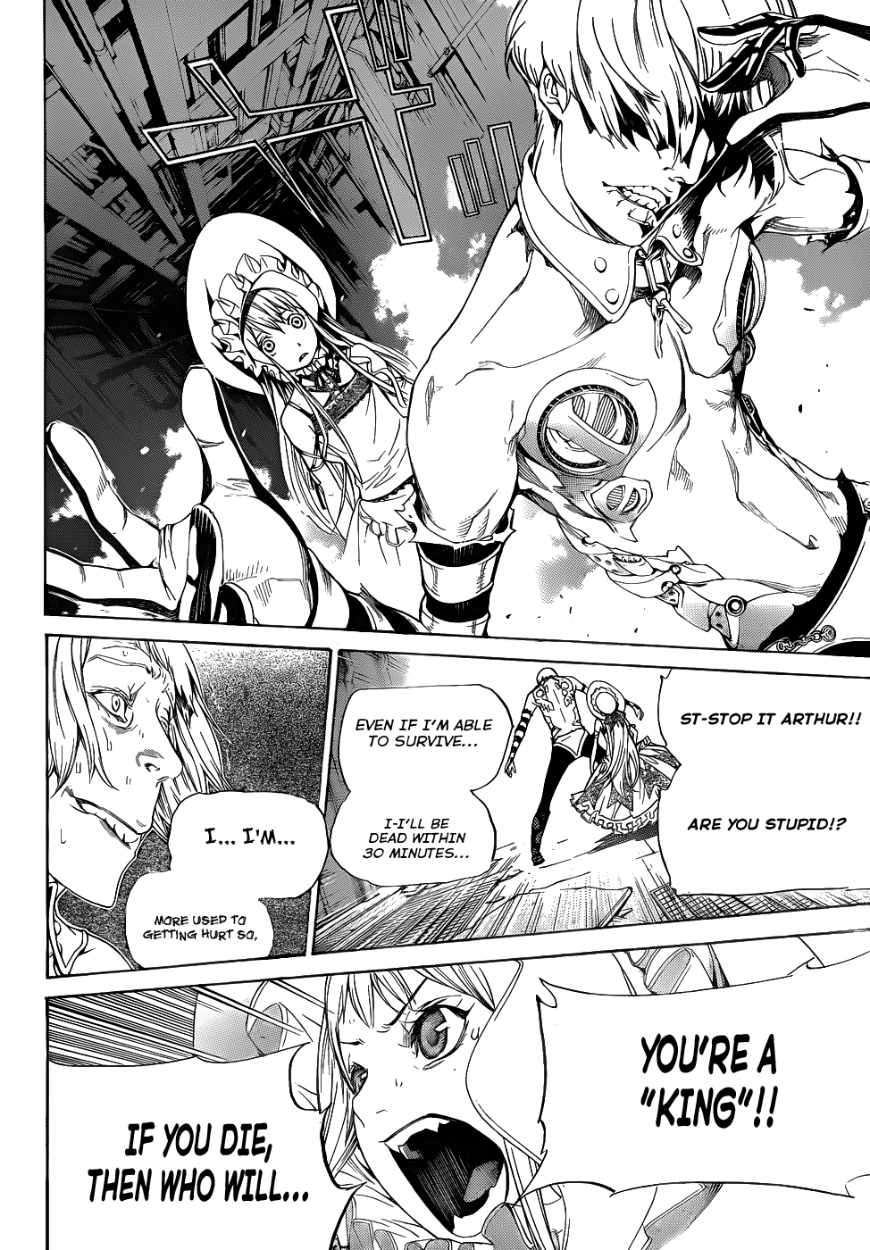 ST-STOP IT ARTHUR!!
ARE YOU STUPID!?
EVEN IF I'M ABLE
TO SURVIVE...
I-I'LL BE
DEAD WITHIN
30 MINUTES...
I... I'M...
MORE USED TO
GETTING HURT SO,
YOU'RE A
"KING"!!
IF YOU DIE,
THEN WHO WILL...